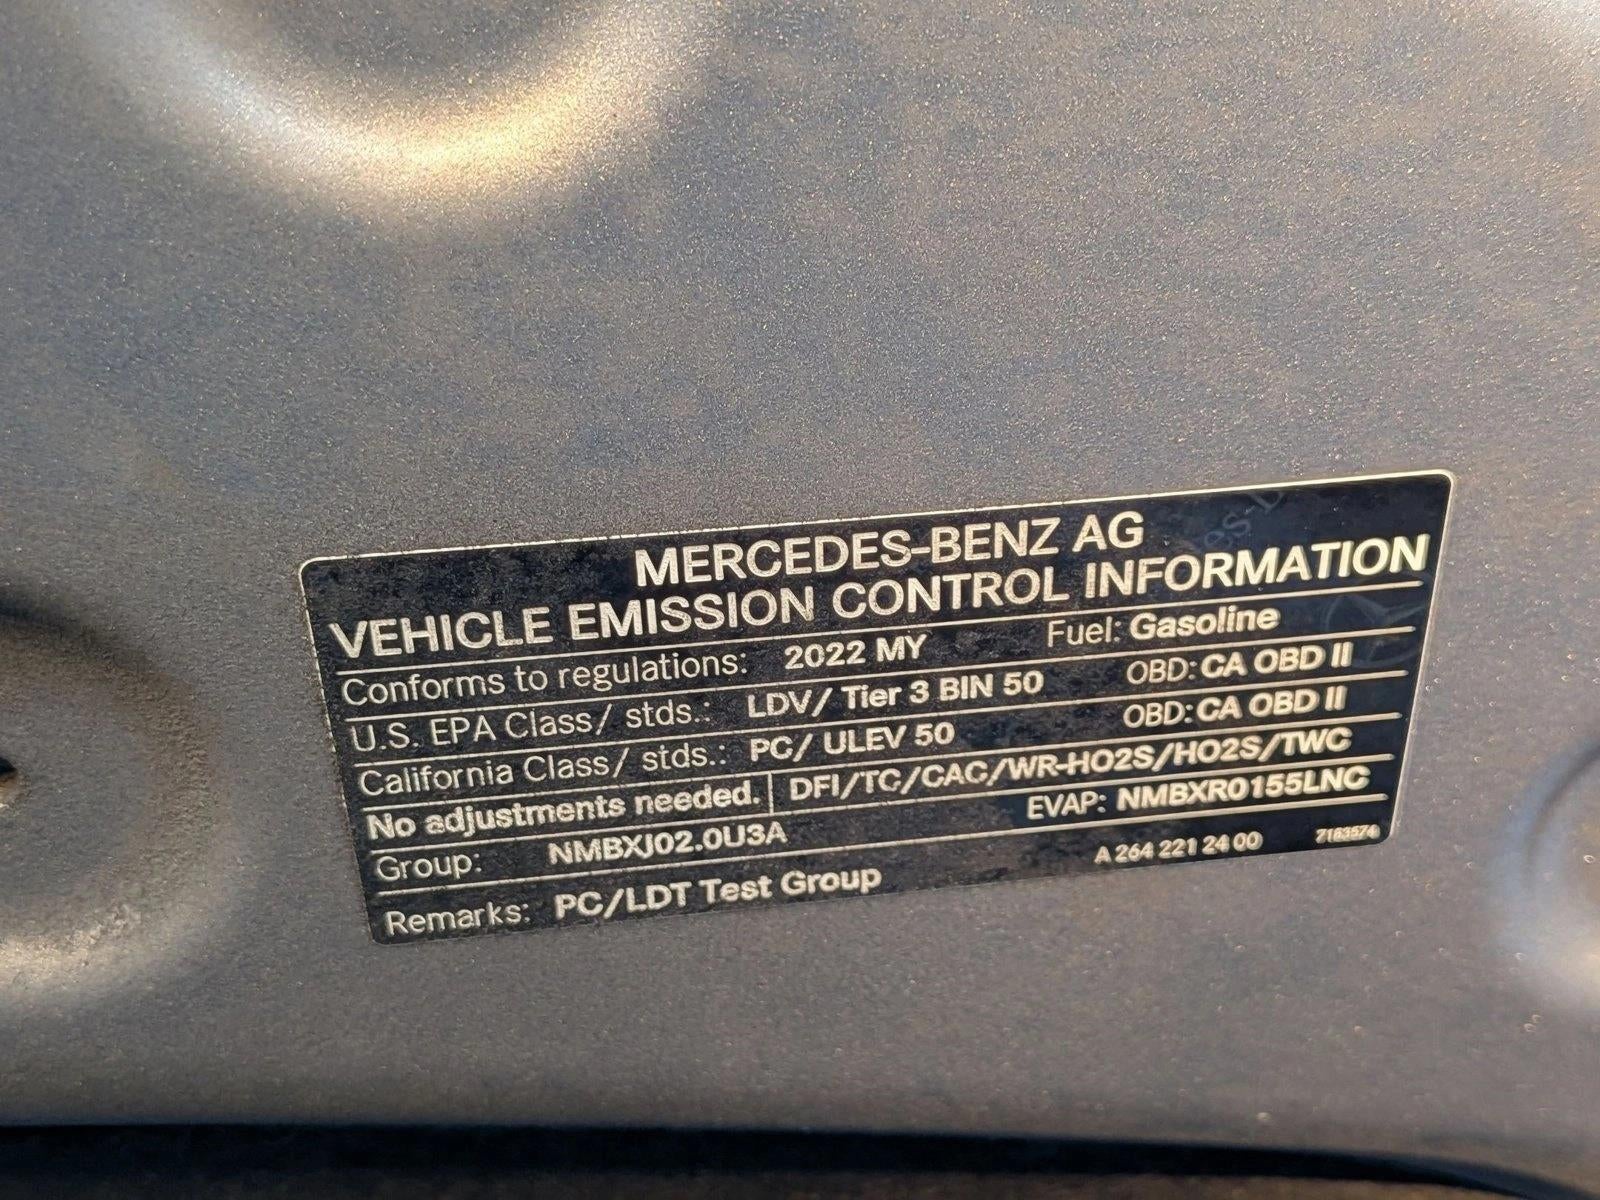 MERCEDES-BENZ AG
VEHICLE EMISSION CONTROL INFORMATION
Conforms to regulations: 2022 MY Fuel: Gasoline
U.S. EPA Class/ stds.: LDV/ Tier 3 BIN 50 OBD: CA OBD II
California Class/ stds.: PC/ ULEV 50 OBD: CA OBD II
No adjustments needed. DFI/TC/CAC/WR-HO2S/HO2S/TWC
Group: NMBXJ02.0U3A EVAP: NMBXR0155LNC
Remarks: PC/LDT Test Group A 264 221 24 00 7163574